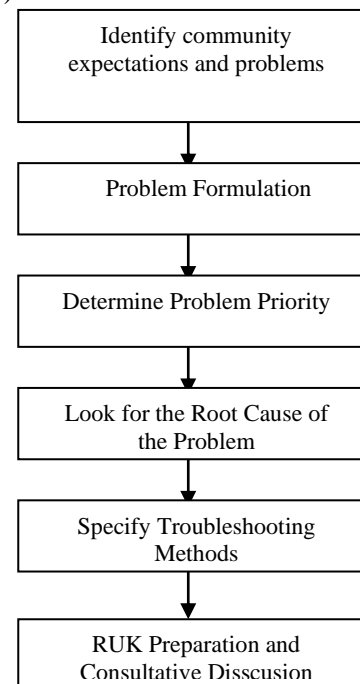 )
Identify community
expectations and problems
Problem Formulation
Determine Problem Priority
Look for the Root Cause of
the Problem
Specify Troubleshooting
Methods
RUK Preparation and
Consultative Disscusion